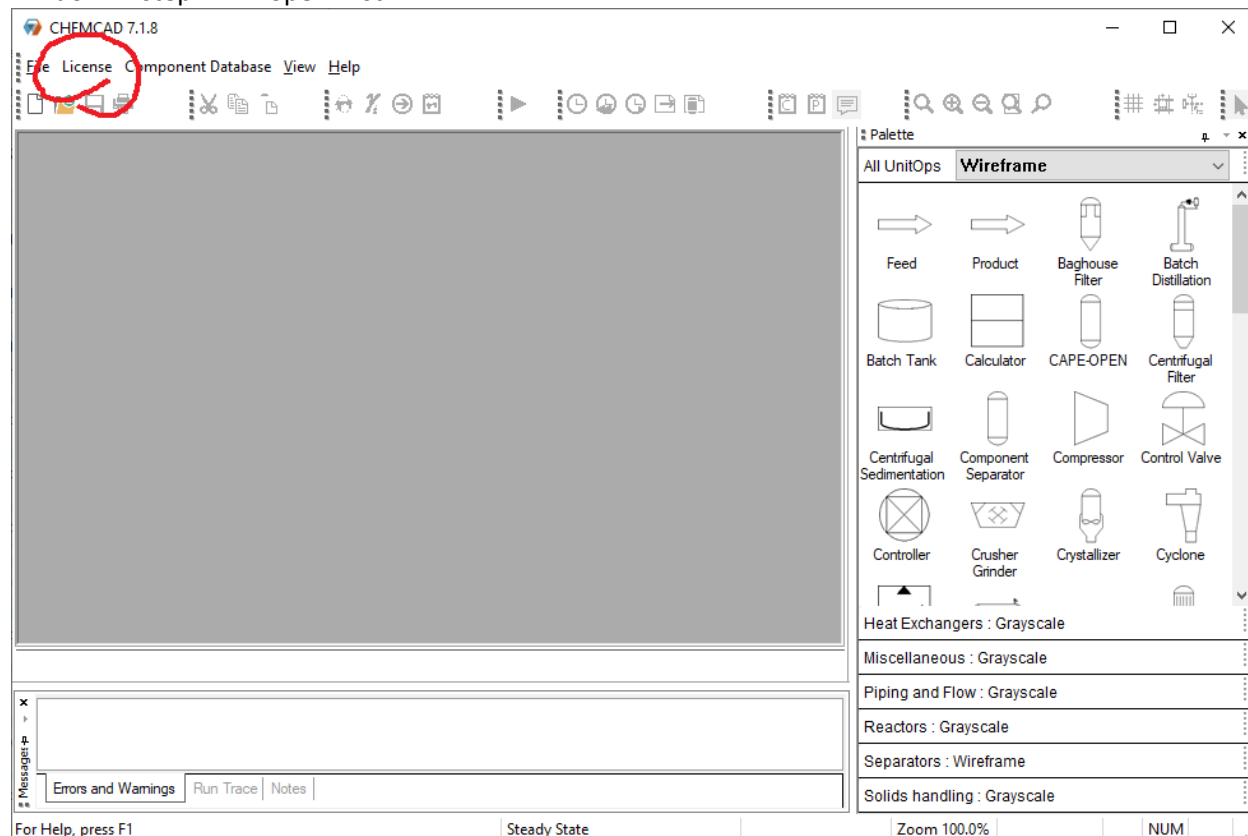 CHEMCAD 7.1.8
File License Component Database View Help
Palette
All UnitOps Wireframe
Feed Product Baghouse Filter Batch Distillation
Batch Tank Calculator CAPE-OPEN Centrifugal Filter
Centrifugal Sedimentation Component Separator Compressor Control Valve
Controller Crusher Grinder Crystallizer Cyclone
Heat Exchangers : Grayscale
Miscellaneous : Grayscale
Piping and Flow : Grayscale
Reactors : Grayscale
Separators : Wireframe
Solids handling : Grayscale
Messages
Errors and Warnings Run Trace Notes
For Help, press F1 Steady State Zoom 100.0% NUM